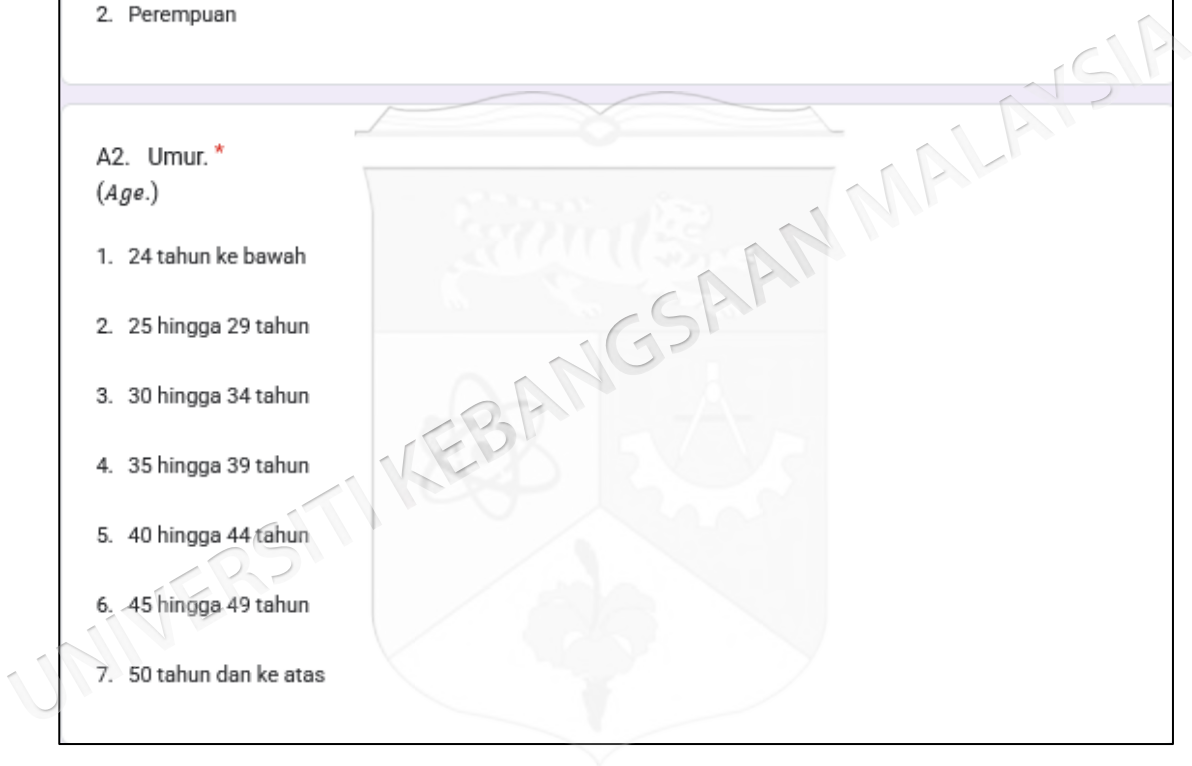 2. Perempuan
A2. Umur. *
(Age.)
1. 24 tahun ke bawah
2. 25 hingga 29 tahun
3. 30 hingga 34 tahun
4. 35 hingga 39 tahun
5. 40 hingga 44 tahun
6. 45 hingga 49 tahun
7. 50 tahun dan ke atas
UNIVERSITI KEBANGSAAN MALAYSIA